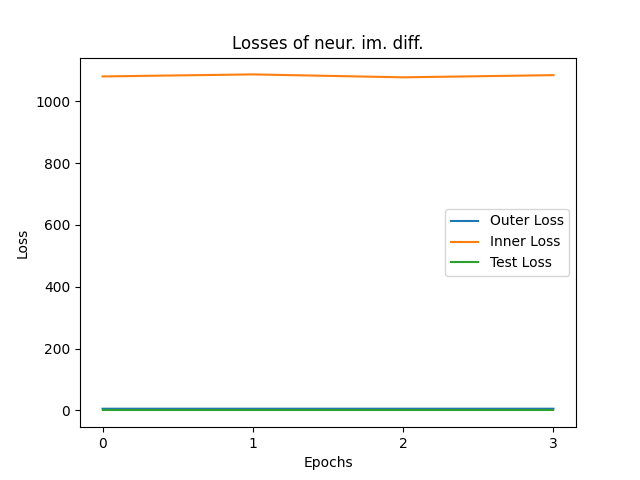 Losses of neur. im. diff.
1000
800
600
400
200
0
Loss
Outer Loss
Inner Loss
Test Loss
0 1 2 3
Epochs